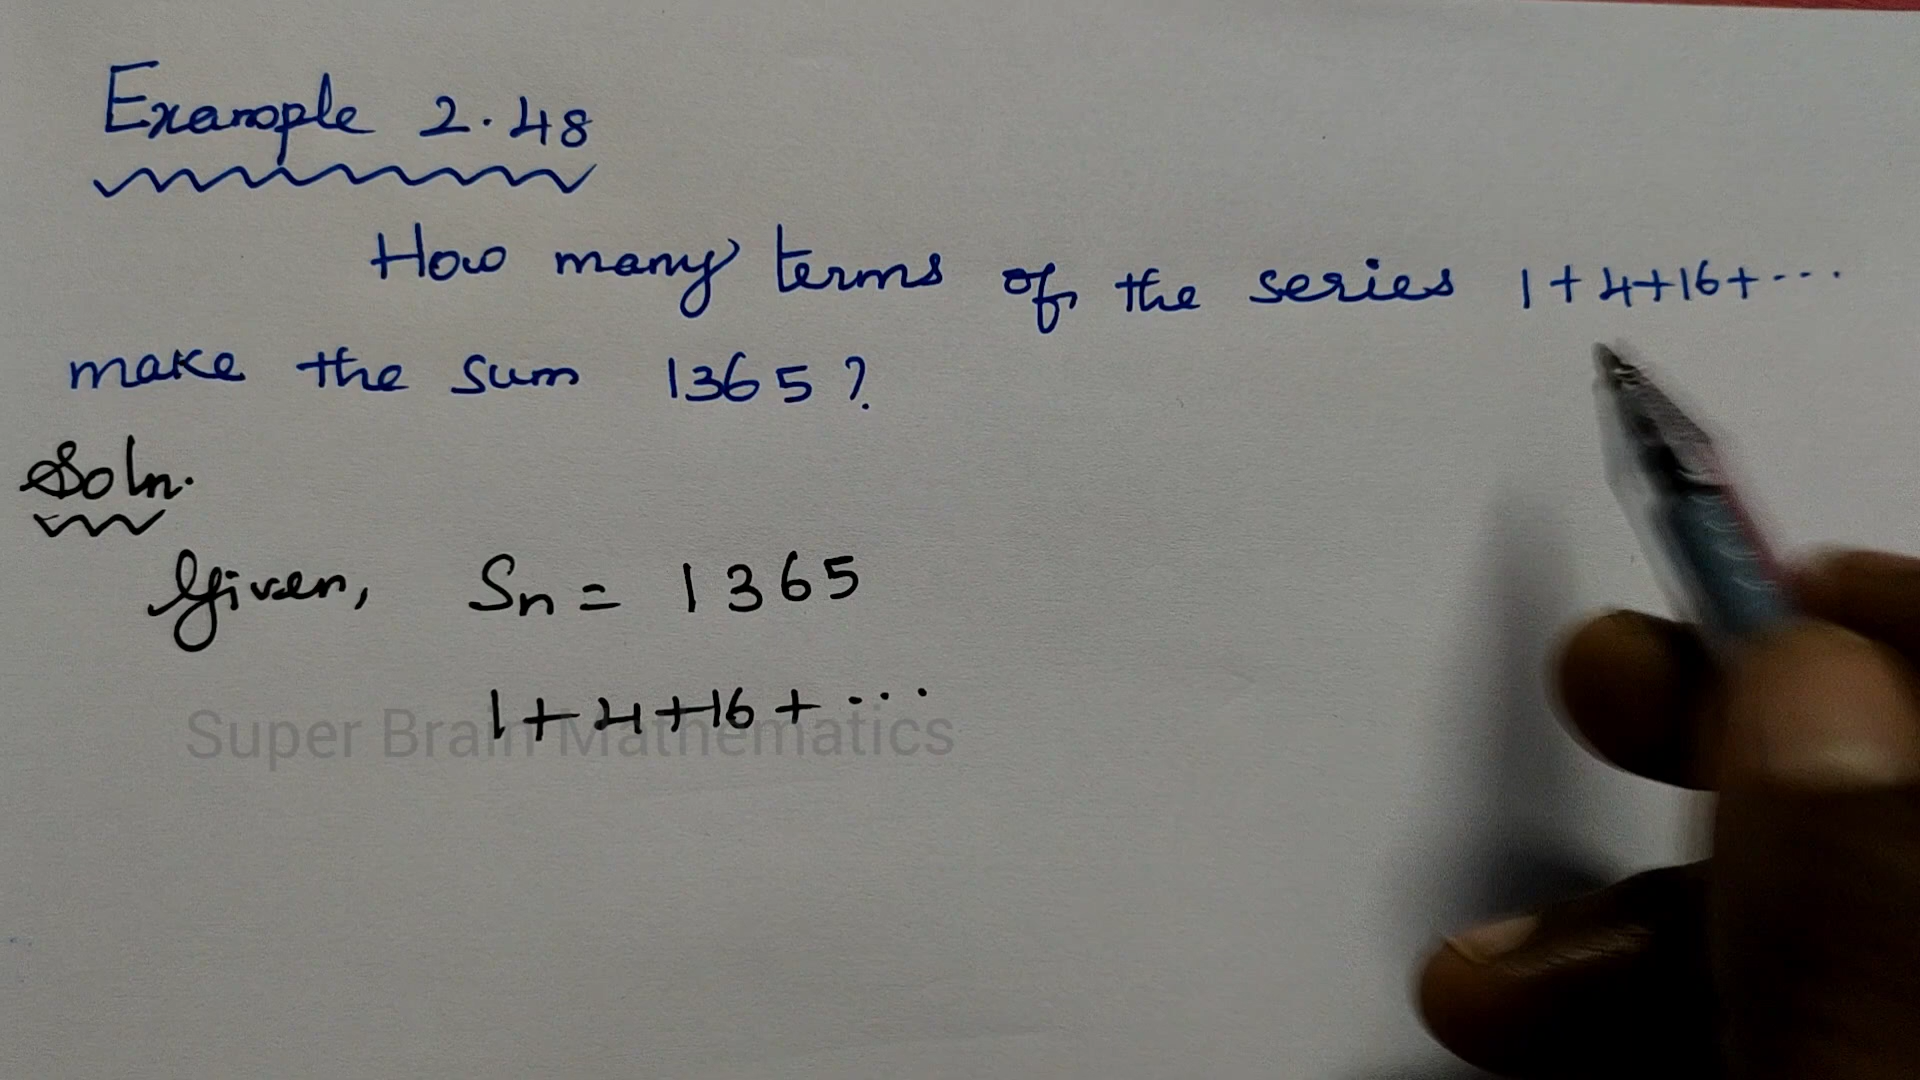 Example 2.48
How many terms of the series 1+4+16+...
make the sum 1365?
Soln.
Given, Sn = 1365
1+4+16+...
Super Brain Mathematics